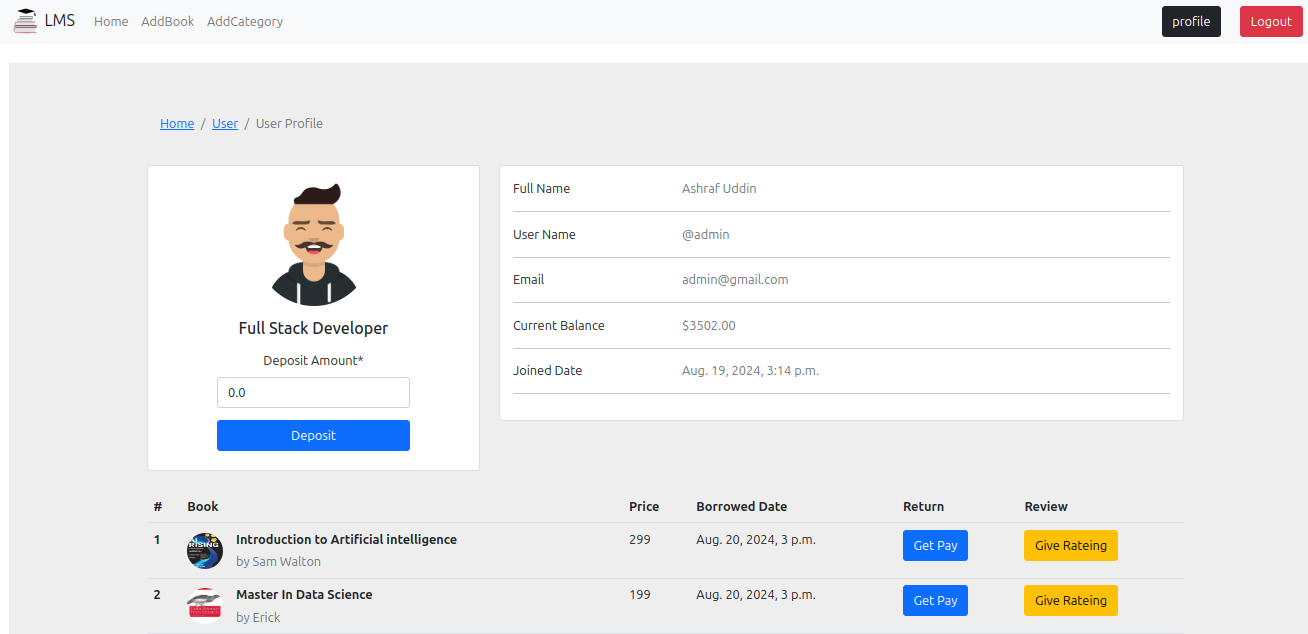 LMS Home AddBook AddCategory profile Logout
Home / User / User Profile
Full Stack Developer
Deposit Amount*
0.0
Deposit
Full Name Ashraf Uddin
User Name @admin
Email admin@gmail.com
Current Balance $3502.00
Joined Date Aug. 19, 2024, 3:14 p.m.
# Book Price Borrowed Date Return Review
1 Introduction to Artificial intelligence 299 Aug. 20, 2024, 3 p.m. Get Pay Give Rateing
by Sam Walton
2 Master In Data Science 199 Aug. 20, 2024, 3 p.m. Get Pay Give Rateing
by Erick